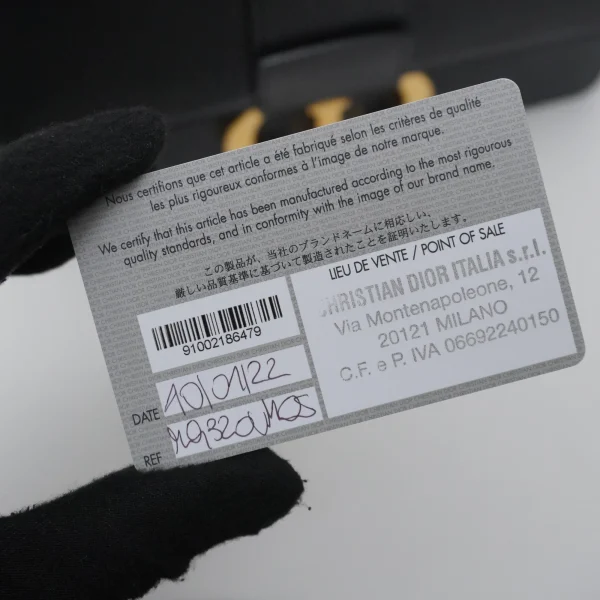 Nous certifions que cet article a été fabriqué selon les critères de qualité
les plus rigoureux conformes à l'image de notre marque.
We certify that this article has been manufactured according to the most rigourous
quality standards, and in conformity with the image of our brand name.
この製品が、当社のブランドネームに相応しい、
厳しい品質基準に基づいて製造されたことを証明いたします。
91002186479
DATE 10/01/22
REF
LIEU DE VENTE / POINT OF SALE
CHRISTIAN DIOR ITALIA s.r.l.
Via Montenapoleone, 12
20121 MILANO
C.F. e P. IVA 06692240150